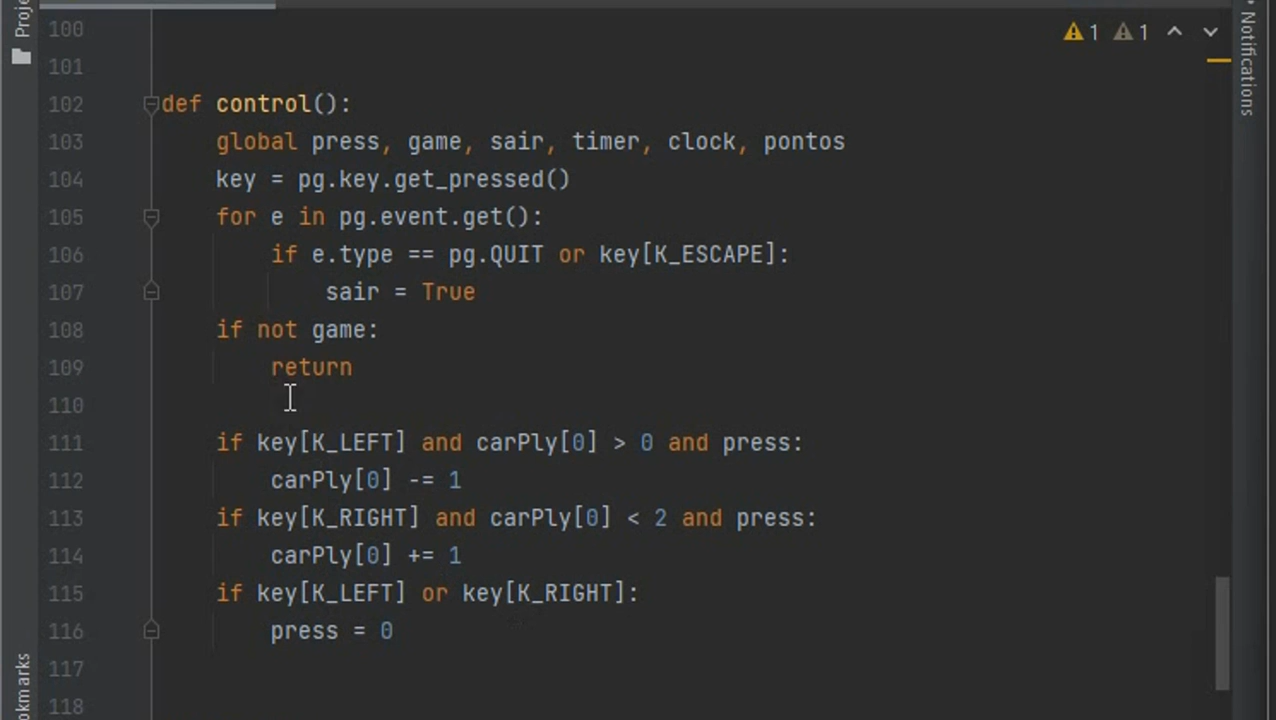 Proje
100
1 1
Notifications
101
102 def control():
103 global press, game, sair, timer, clock, pontos
104 key = pg.key.get_pressed()
105 for e in pg.event.get():
106 if e.type == pg.QUIT or key[K_ESCAPE]:
107 sair = True
108 if not game:
109 return
110
111 if key[K_LEFT] and carPly[0] > 0 and press:
112 carPly[0] -= 1
113 if key[K_RIGHT] and carPly[0] < 2 and press:
114 carPly[0] += 1
115 if key[K_LEFT] or key[K_RIGHT]:
116 press = 0
117
118
okmarks